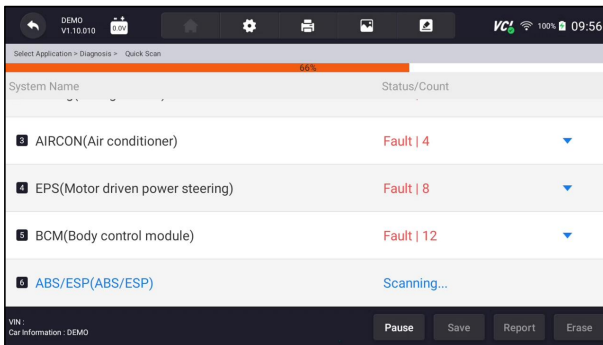 DEMO
V1.10.010
0.0V
VCI 100% 09:56
Select Application > Diagnosis > Quick Scan
66%
System Name Status/Count
3 AIRCON(Air conditioner) Fault | 4
4 EPS(Motor driven power steering) Fault | 8
5 BCM(Body control module) Fault | 12
6 ABS/ESP(ABS/ESP) Scanning...
VIN :
Car Information : DEMO
Pause Save Report Erase